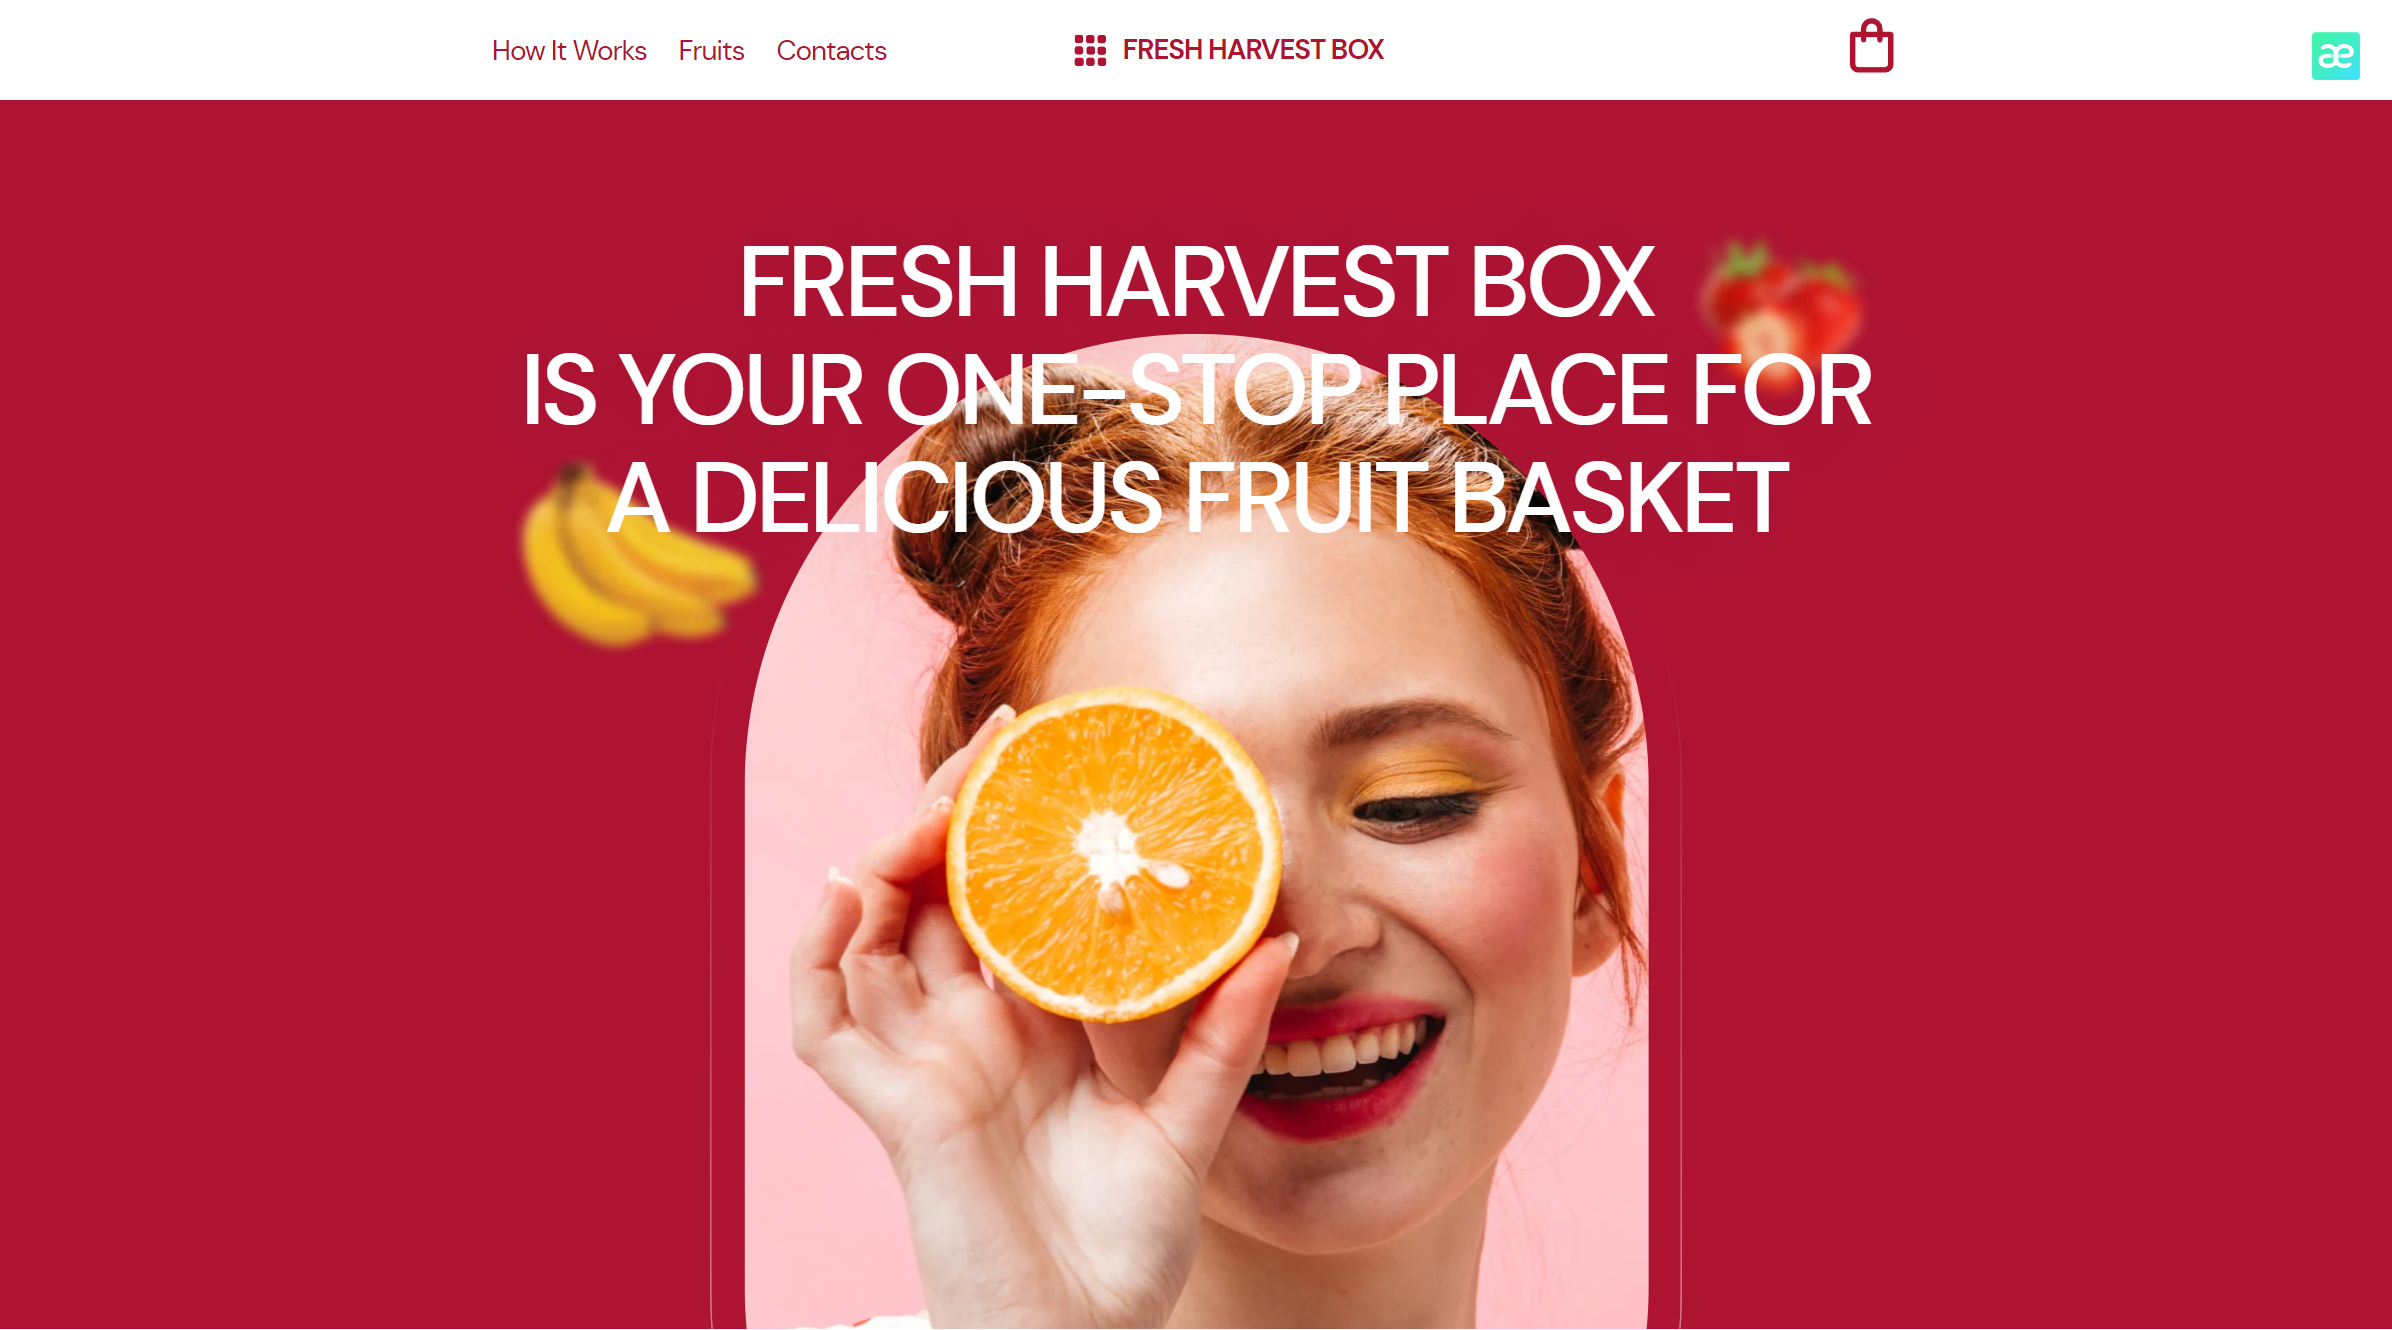 How It Works Fruits Contacts FRESH HARVEST BOX æ
FRESH HARVEST BOX
IS YOUR ONE-STOP PLACE FOR
A DELICIOUS FRUIT BASKET